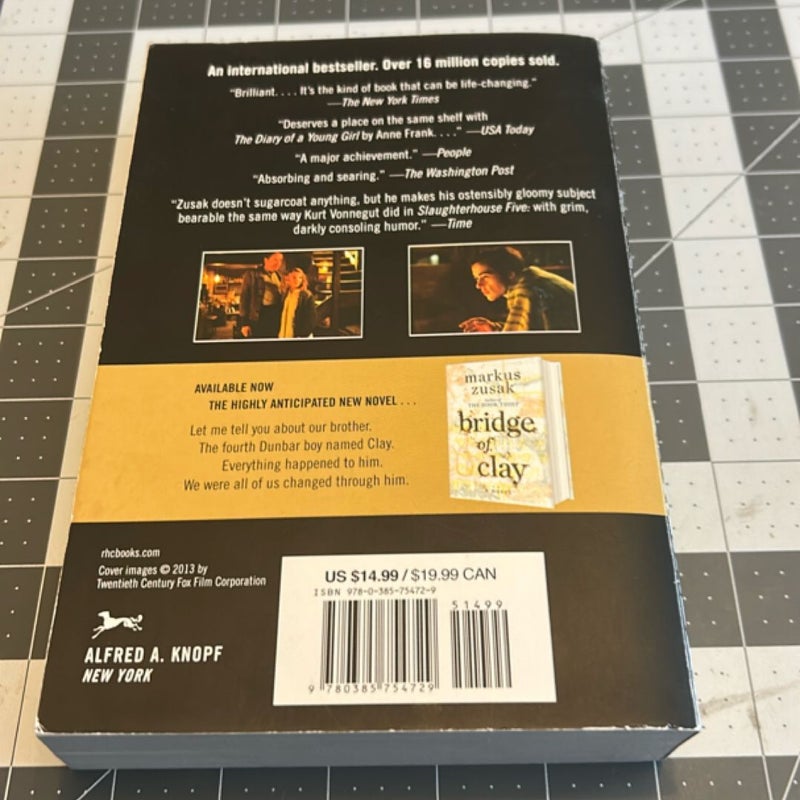 An international bestseller. Over 16 million copies sold.
"Brilliant. . . . It's the kind of book that can be life-changing."
—The New York Times
"Deserves a place on the same shelf with
The Diary of a Young Girl by Anne Frank. . . ." —USA Today
"A major achievement." —People
"Absorbing and searing." —The Washington Post
"Zusak doesn't sugarcoat anything, but he makes his ostensibly gloomy subject
bearable the same way Kurt Vonnegut did in Slaughterhouse Five: with grim,
darkly consoling humor." —Time
AVAILABLE NOW
THE HIGHLY ANTICIPATED NEW NOVEL . . .
Let me tell you about our brother.
The fourth Dunbar boy named Clay.
Everything happened to him.
We were all of us changed through him.
markus
zusak
THE BOOK THIEF
bridge
of
clay
rhcbooks.com
Cover images © 2013 by
Twentieth Century Fox Film Corporation
ALFRED A. KNOPF
NEW YORK
US $14.99 / $19.99 CAN
ISBN 978-0-385-75472-9
51499
9 780385 754729